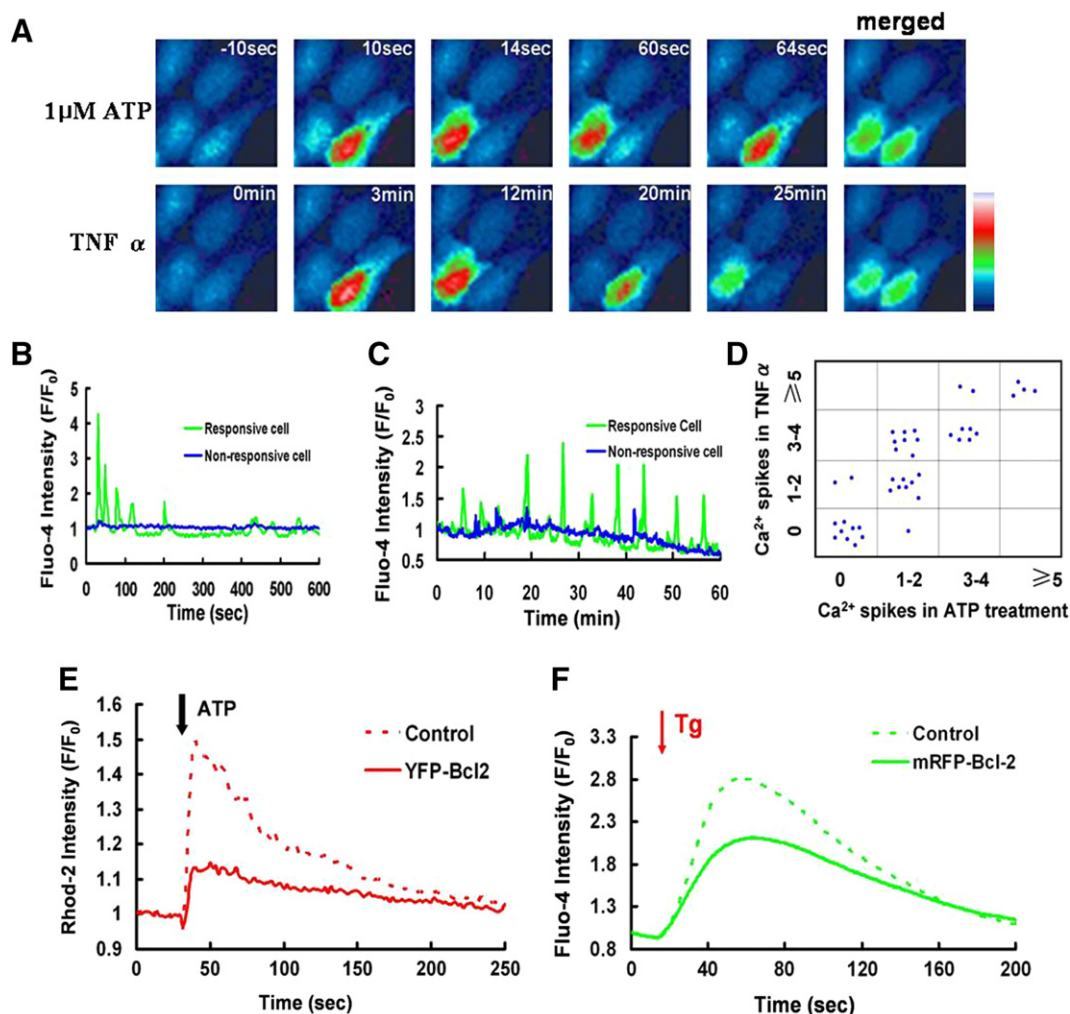 A
merged
-10sec 10sec 14sec 60sec 64sec
1μM ATP
0min 3min 12min 20min 25min
TNF α
B
Fluo-4 Intensity (F/F0)
5
4
3
2
1
0
Responsive cell
Non-responsive cell
0 100 200 300 400 500 600
Time (sec)
C
Fluo-4 Intensity (F/F0)
3
2.5
2
1.5
1
0.5
Responsive Cell
Non-responsive cell
0 10 20 30 40 50 60
Time (min)
D
Ca²⁺ spikes in TNF α
≥5
3-4
1-2
0
0 1-2 3-4 ≥5
Ca²⁺ spikes in ATP treatment
E
Rhod-2 Intensity (F/F0)
1.6
1.5
1.4
1.3
1.2
1.1
1
0.9
ATP
Control
YFP-Bcl2
0 50 100 150 200 250
Time (sec)
F
Fluo-4 Intensity (F/F0)
3.3
2.8
2.3
1.8
1.3
0.8
Tg
Control
mRFP-Bcl-2
0 40 80 120 160 200
Time (sec)